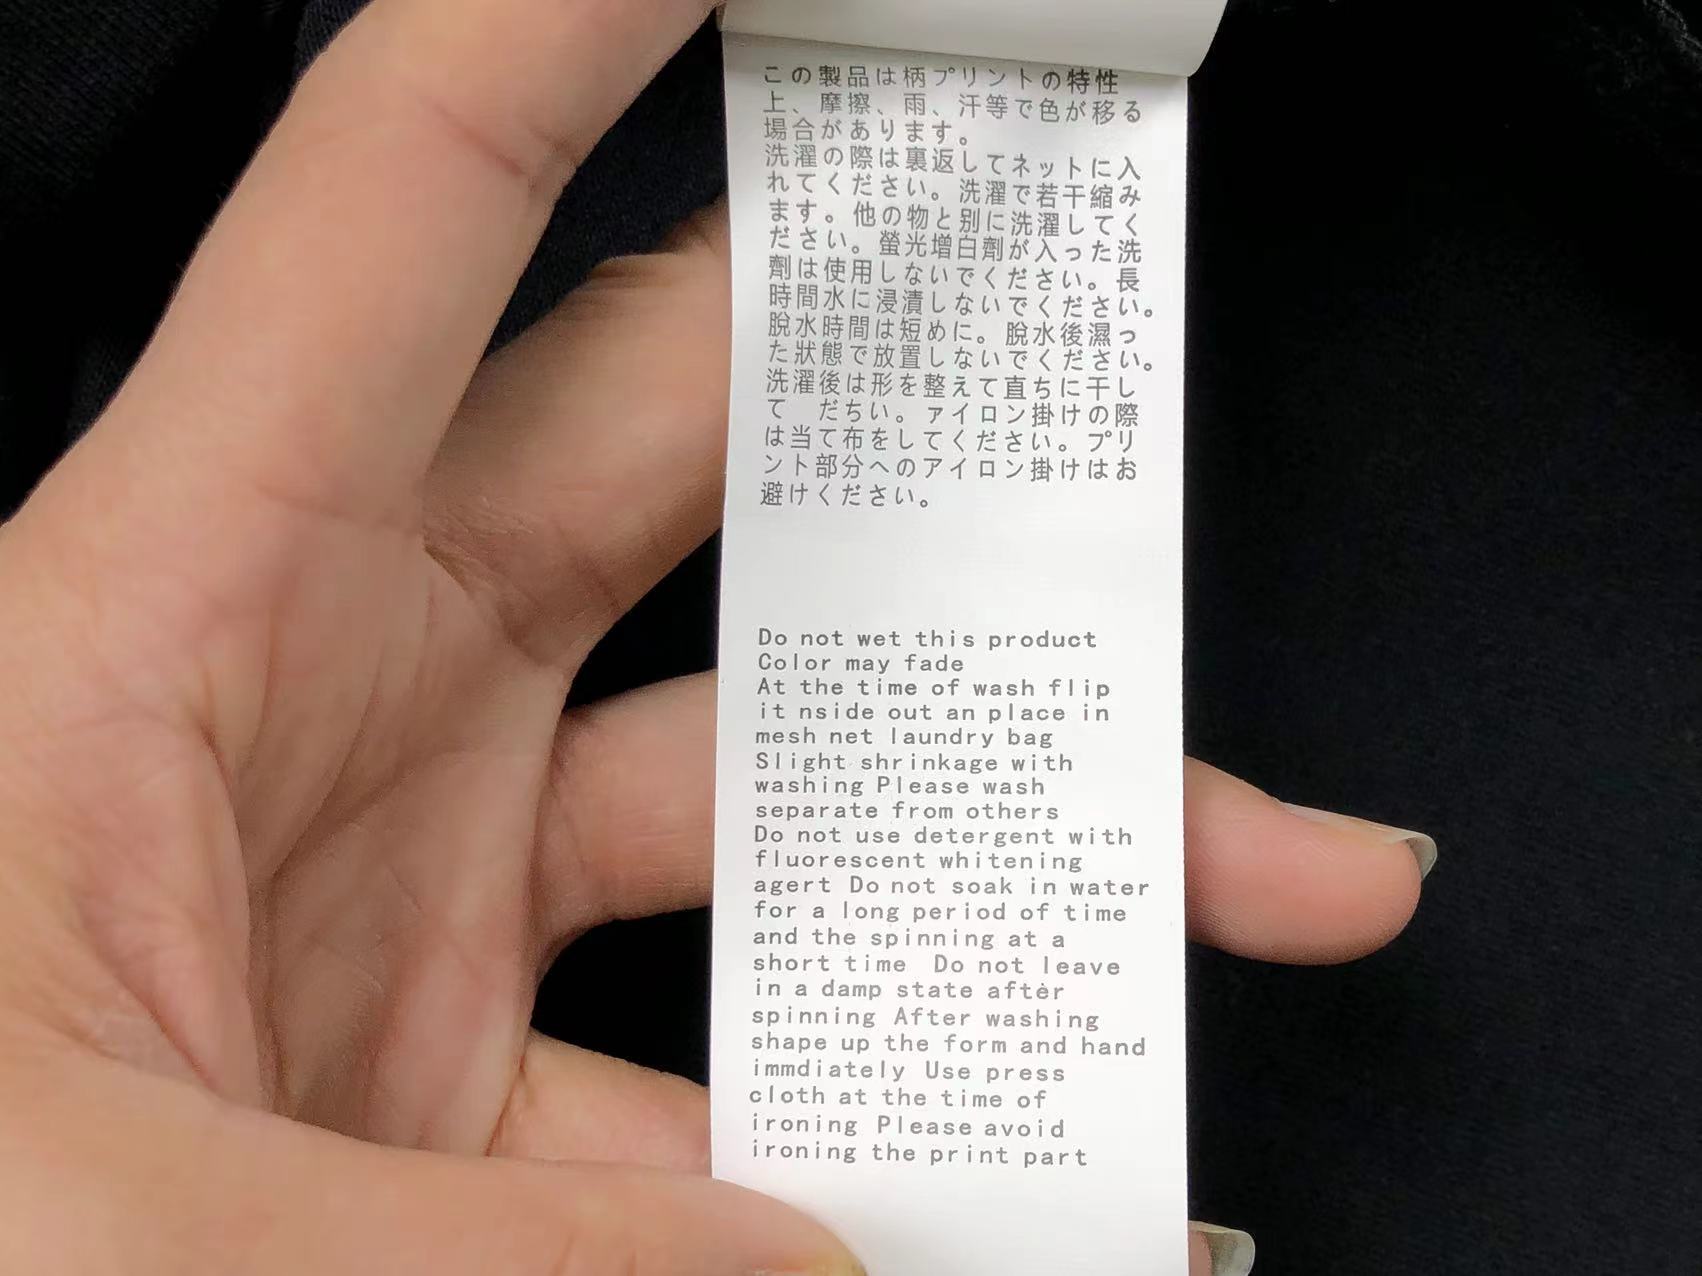 この製品は柄プリントの特性
上、摩擦、雨、汗等で色が移る
場合があります。
洗濯の際は裏返してネットに入
れてください。洗濯で若干縮み
ます。他の物と別に洗濯してく
ださい。螢光增白劑が入った洗
劑は使用しないでください。長
時間水に浸漬しないでください。
脫水時間は短めに。脫水後濕っ
た狀態で放置しないでください。
洗濯後は形を整えて直ちに干し
て　だちい。アイロン掛けの際
は当て布をしてください。プリ
ント部分へのアイロン掛けはお
避けください。
Do not wet this product
Color may fade
At the time of wash flip
it nside out an place in
mesh net laundry bag
Slight shrinkage with
washing Please wash
separate from others
Do not use detergent with
fluorescent whitening
agert Do not soak in water
for a long period of time
and the spinning at a
short time Do not leave
in a damp state after
spinning After washing
shape up the form and hand
immdiately Use press
cloth at the time of
ironing Please avoid
ironing the print part